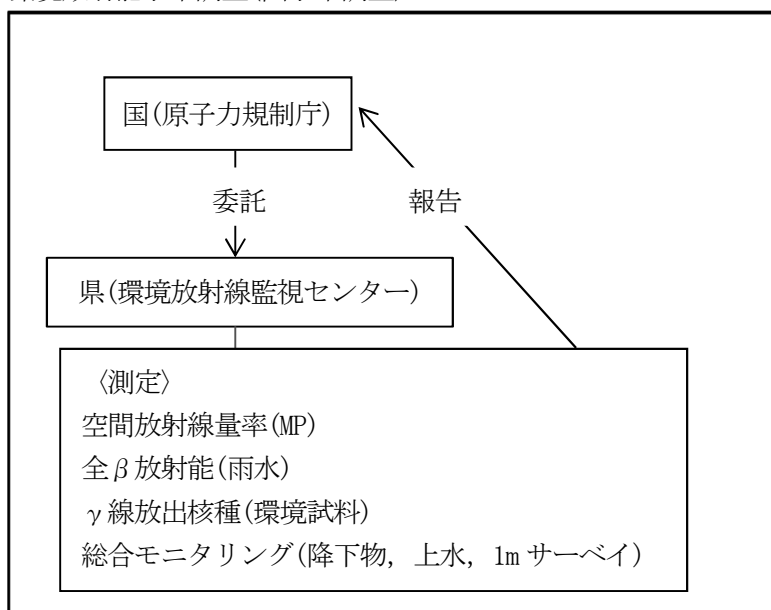 国(原子力規制庁)
委託
報告
県(環境放射線監視センター)
〈測定〉
空間放射線量率(MP)
全β放射能(雨水)
γ線放出核種(環境試料)
総合モニタリング(降下物, 上水, 1m サーベイ)